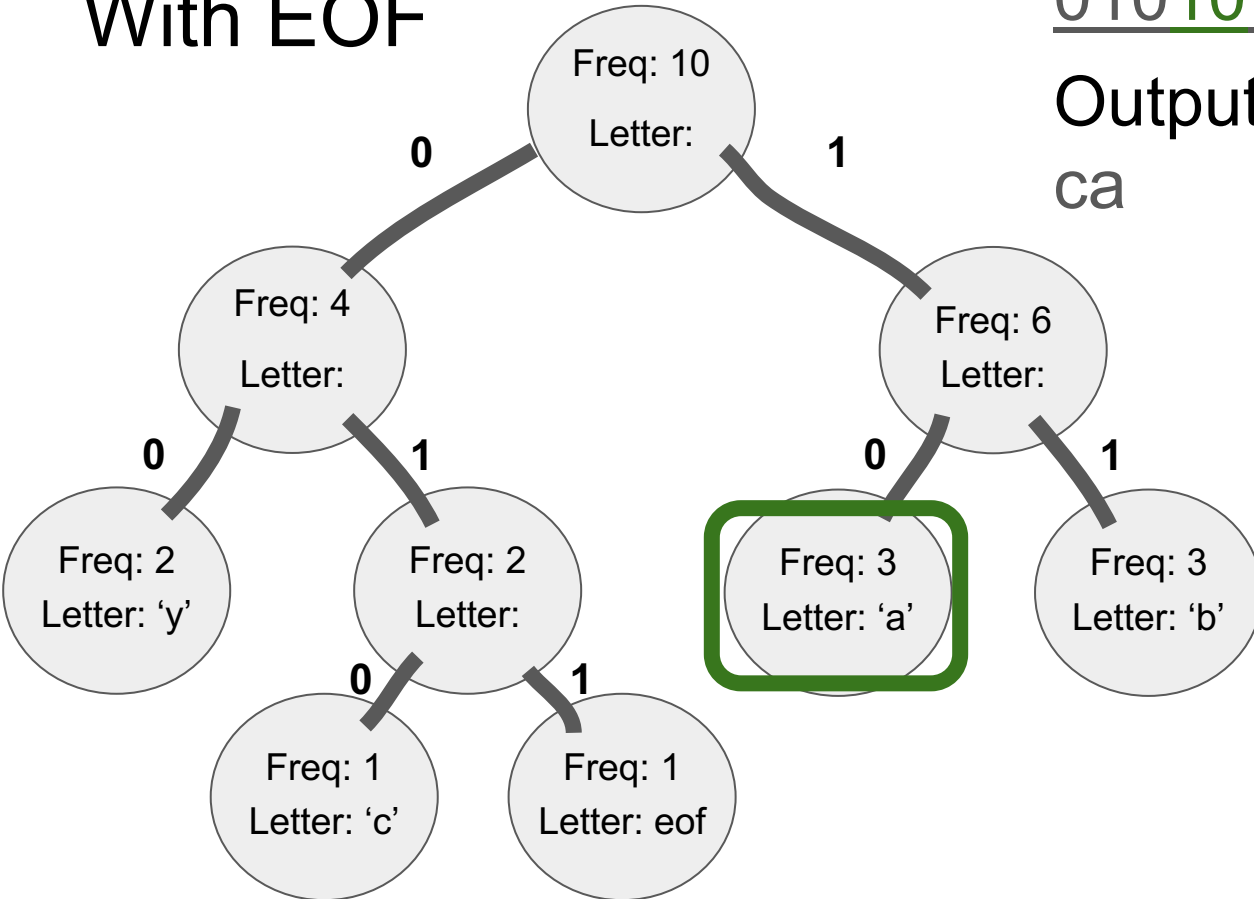 With EOF
01010
Output
ca
Freq: 10
Letter:
0
1
Freq: 4
Letter:
Freq: 6
Letter:
0
1
0
1
Freq: 2
Letter: ‘y’
Freq: 2
Letter:
Freq: 3
Letter: ‘a’
Freq: 3
Letter: ‘b’
0
1
Freq: 1
Letter: ‘c’
Freq: 1
Letter: eof